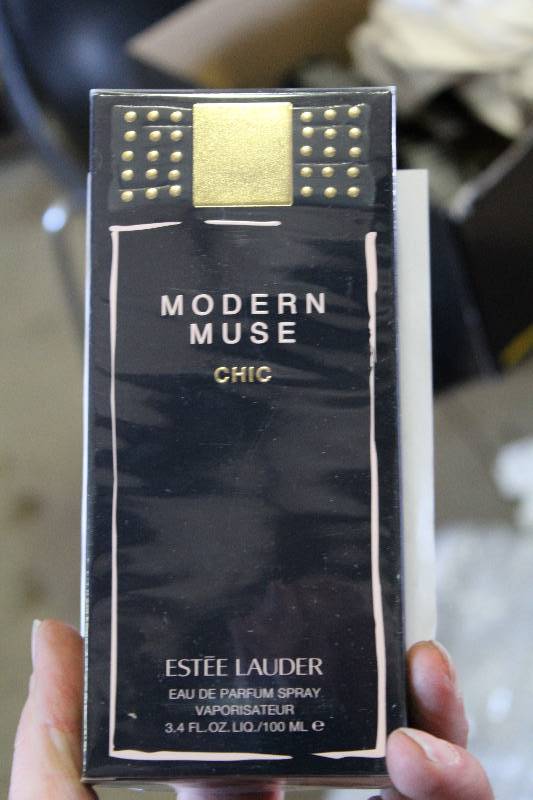 MODERN
MUSE
CHIC
ESTĒE LAUDER
EAU DE PARFUM SPRAY
VAPORISATEUR
3.4 FL.OZ.LIQ./100 ML ℮